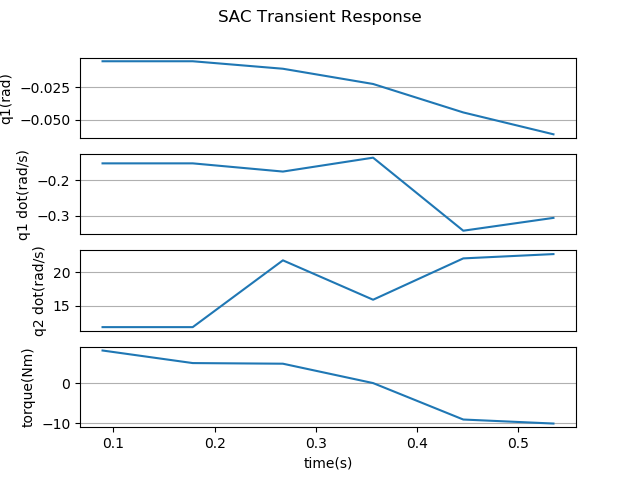 SAC Transient Response
q1(rad)
−0.025
−0.050
q1 dot(rad/s)
−0.2
−0.3
q2 dot(rad/s)
20
15
torque(Nm)
0
−10
0.1 0.2 0.3 0.4 0.5
time(s)